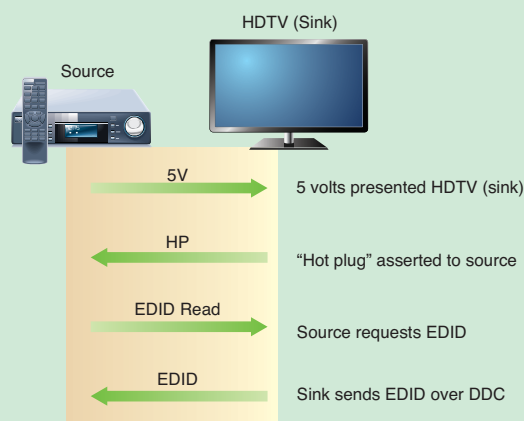 HDTV (Sink)
Source
5V
5 volts presented HDTV (sink)
HP
“Hot plug” asserted to source
EDID Read
Source requests EDID
EDID
Sink sends EDID over DDC